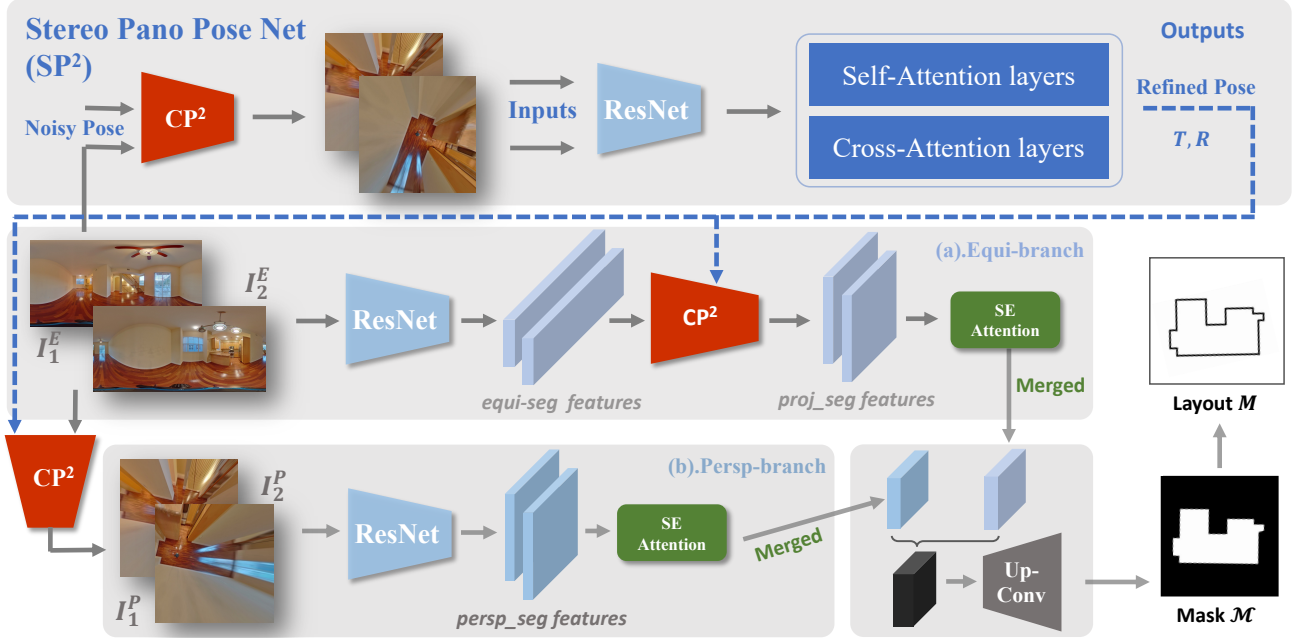 Stereo Pano Pose Net
(SP²)
Noisy Pose
CP²
Inputs
ResNet
Self-Attention layers
Cross-Attention layers
Outputs
Refined Pose
T, R
I₁ᴱ
I₂ᴱ
ResNet
equi-seg features
CP²
proj_seg features
(a).Equi-branch
SE
Attention
Merged
CP²
I₁ᴾ
I₂ᴾ
ResNet
persp_seg features
(b).Persp-branch
SE
Attention
Merged
Up-
Conv
Layout M
Mask ℳ